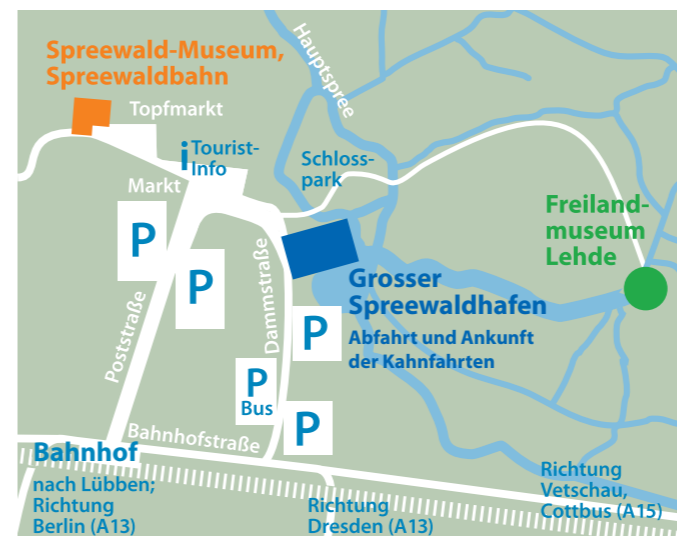 Spreewald-Museum,
Spreewaldbahn
Hauptspree
Topfmarkt
i
Tourist-
Info
Schloss-
park
Markt
P
P
Freiland-
museum
Lehde
Dammstraße
Grosser
Spreewaldhafen
Abfahrt und Ankunft
der Kahnfahrten
P
Poststraße
P
Bus
P
Bahnhofstraße
Bahnhof
nach Lübben;
Richtung
Berlin (A13)
Richtung
Dresden (A13)
Richtung
Vetschau,
Cottbus (A15)